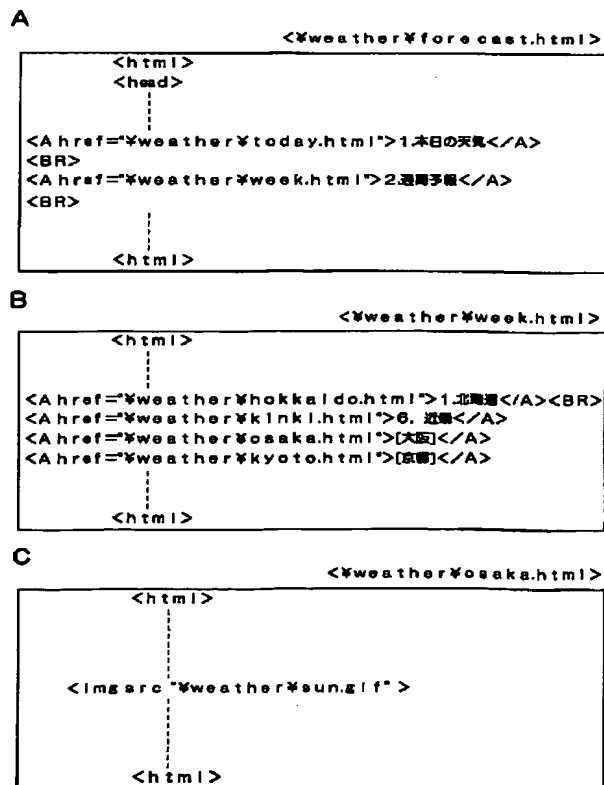 A
<¥weather¥forecast.html>
<html>
<head>
<A href="¥weather¥today.html">1.本日の天気</A>
<BR>
<A href="¥weather¥week.html">2.週間予報</A>
<BR>
<html>
B
<¥weather¥week.html>
<html>
<A href="¥weather¥hokkaido.html">1.北海道</A><BR>
<A href="¥weather¥kinki.html">6. 近畿</A>
<A href="¥weather¥osaka.html">[大阪]</A>
<A href="¥weather¥kyoto.html">[京都]</A>
<html>
C
<¥weather¥osaka.html>
<html>
<imgsrc "¥weather¥sun.gif" >
<html>